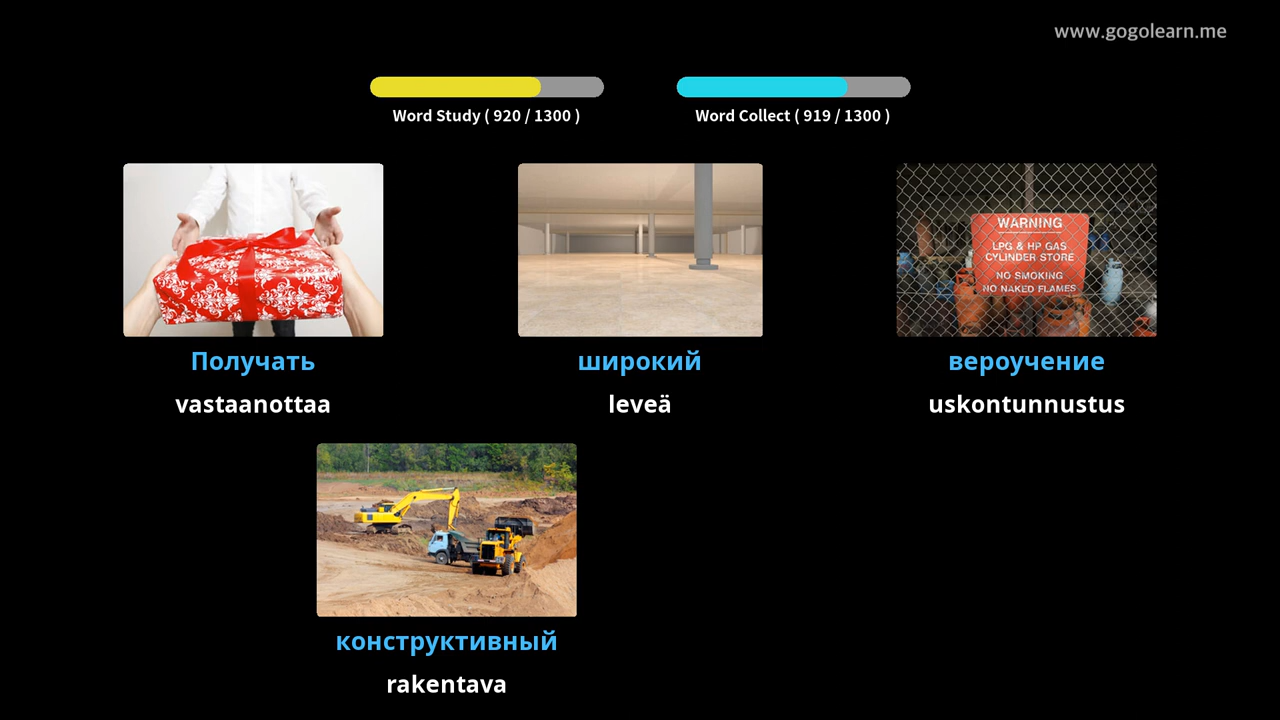 www.gogolearn.me
Word Study ( 920 / 1300 )
Word Collect ( 919 / 1300 )
WARNING
LPG & HP GAS
CYLINDER STORE
NO SMOKING
NO NAKED FLAMES
Получать
широкий
вероучение
vastaanottaa
leveä
uskontunnustus
конструктивный
rakentava